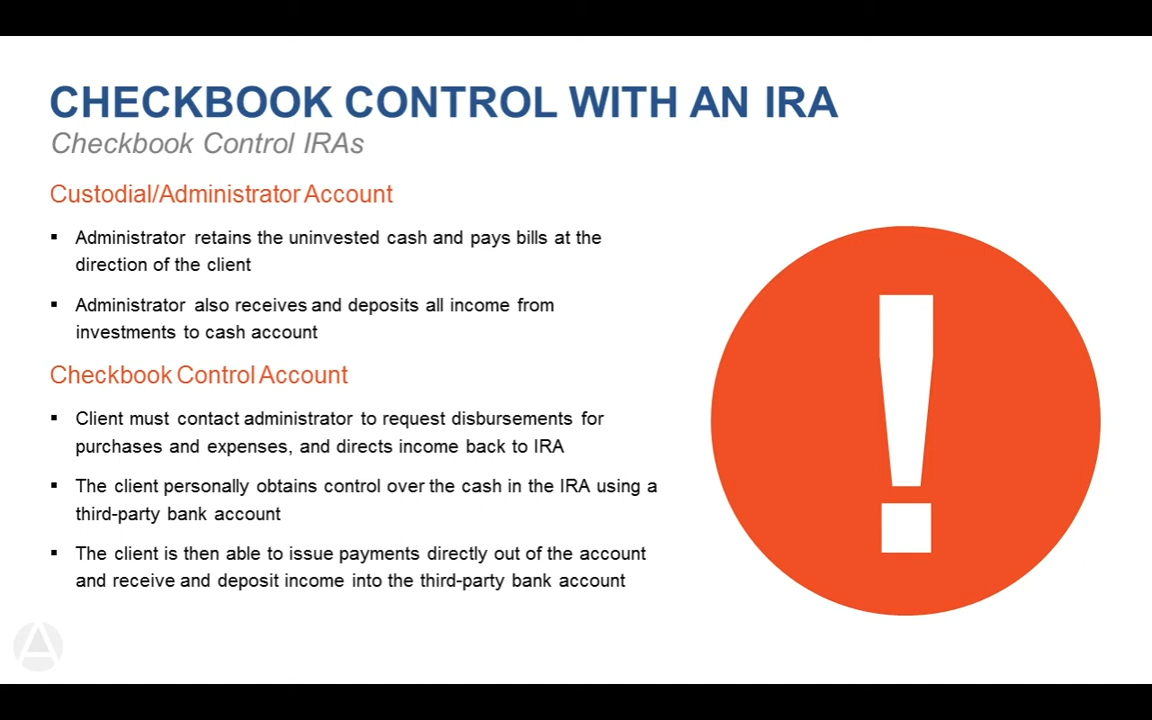 CHECKBOOK CONTROL WITH AN IRA
Checkbook Control IRAs
Custodial/Administrator Account
▪ Administrator retains the uninvested cash and pays bills at the
direction of the client
▪ Administrator also receives and deposits all income from
investments to cash account
Checkbook Control Account
▪ Client must contact administrator to request disbursements for
purchases and expenses, and directs income back to IRA
▪ The client personally obtains control over the cash in the IRA using a
third-party bank account
▪ The client is then able to issue payments directly out of the account
and receive and deposit income into the third-party bank account
!